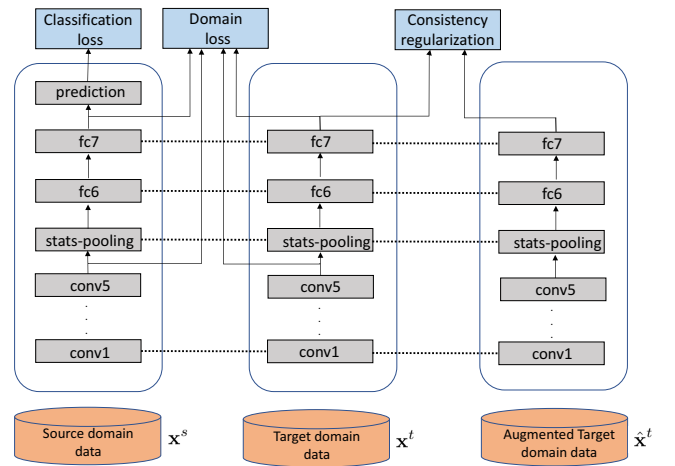 Classification
loss
Domain
loss
Consistency
regularization
prediction
fc7
fc6
stats-pooling
conv5
conv1
fc7
fc6
stats-pooling
conv5
conv1
fc7
fc6
stats-pooling
conv5
conv1
Source domain
data
x^s
Target domain
data
x^t
Augmented Target
domain data
x̂^t